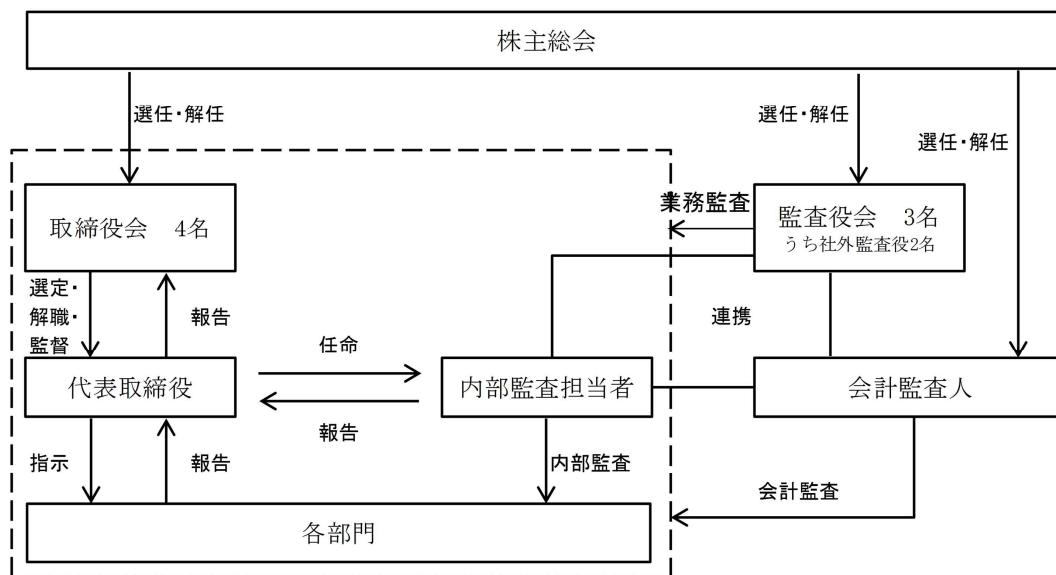 株主総会
選任・解任
選任・解任
選任・解任
取締役会　4名
業務監査
監査役会　3名
うち社外監査役2名
選定・
解職・
監督
報告
連携
任命
代表取締役
内部監査担当者
会計監査人
報告
指示
報告
内部監査
会計監査
各部門